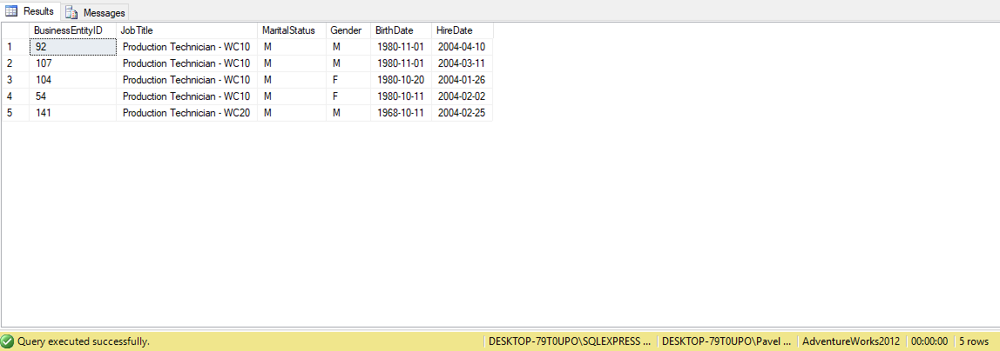 Results Messages
BusinessEntityID JobTitle MaritalStatus Gender BirthDate HireDate
1 92 Production Technician - WC10 M M 1980-11-01 2004-04-10
2 107 Production Technician - WC10 M M 1980-11-01 2004-03-11
3 104 Production Technician - WC10 M F 1980-10-20 2004-01-26
4 54 Production Technician - WC10 M F 1980-10-11 2004-02-02
5 141 Production Technician - WC20 M M 1968-10-11 2004-02-25
Query executed successfully. DESKTOP-79T0UPO\SQLEXPRESS ... DESKTOP-79T0UPO\Pavel ... AdventureWorks2012 00:00:00 5 rows